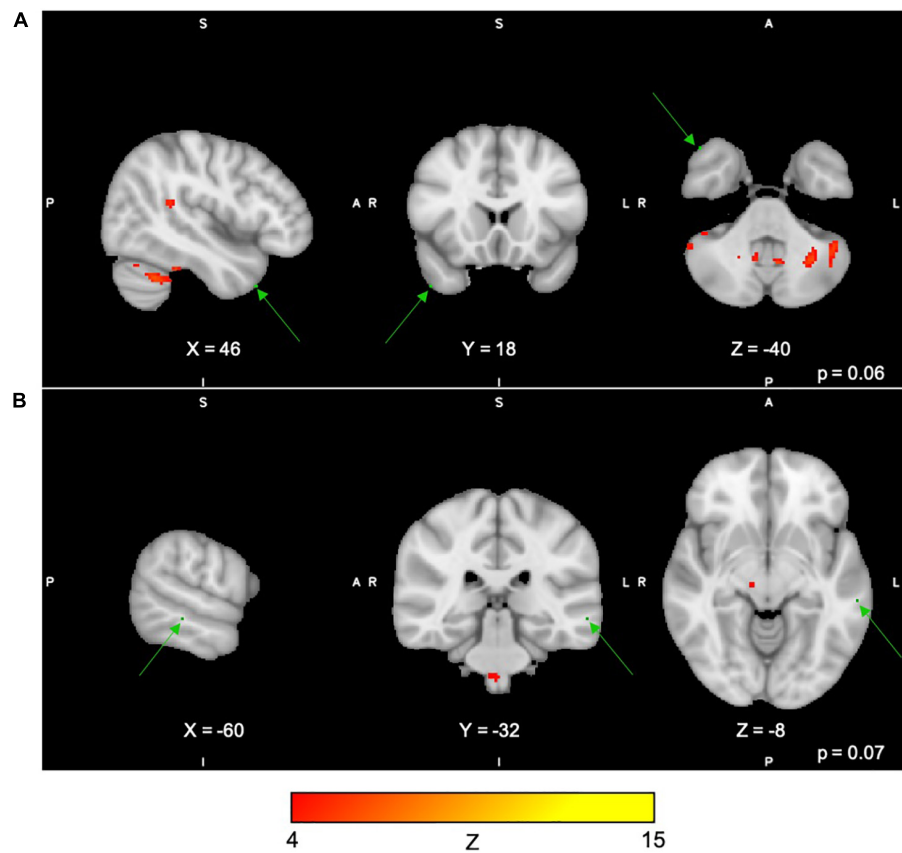 A
S S A
P A R L R L
X = 46 Y = 18 Z = -40
I I P
p = 0.06
B
S S A
P A R L R L
X = -60 Y = -32 Z = -8
I I P
p = 0.07
4 Z 15